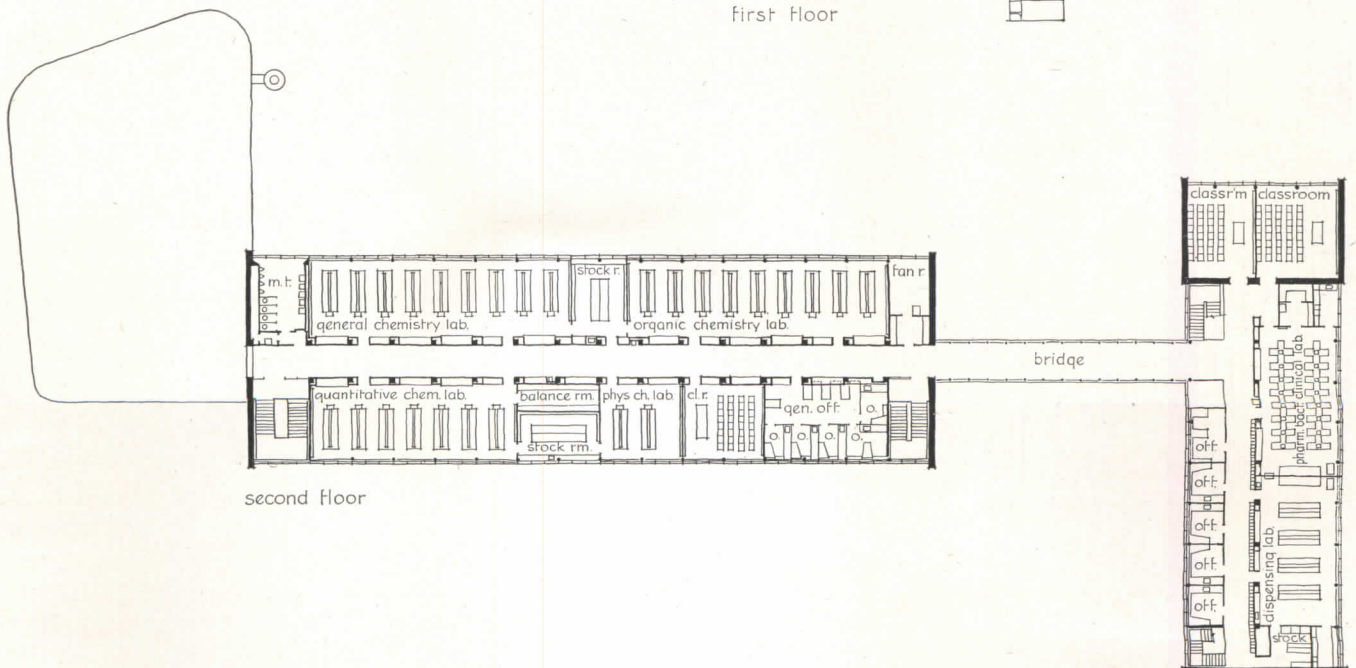 first floor
classr'm classroom
m.t. stock r. fan r.
general chemistry lab. organic chemistry lab.
bridge
quantitative chem. lab. balance rm. phys ch. lab. cl. r.
gen. off. o.
o. o. o. o.
stock rm.
second floor
pharm. bact. clinical lab.
off.
off.
off.
off.
off.
dispensing lab.
stock